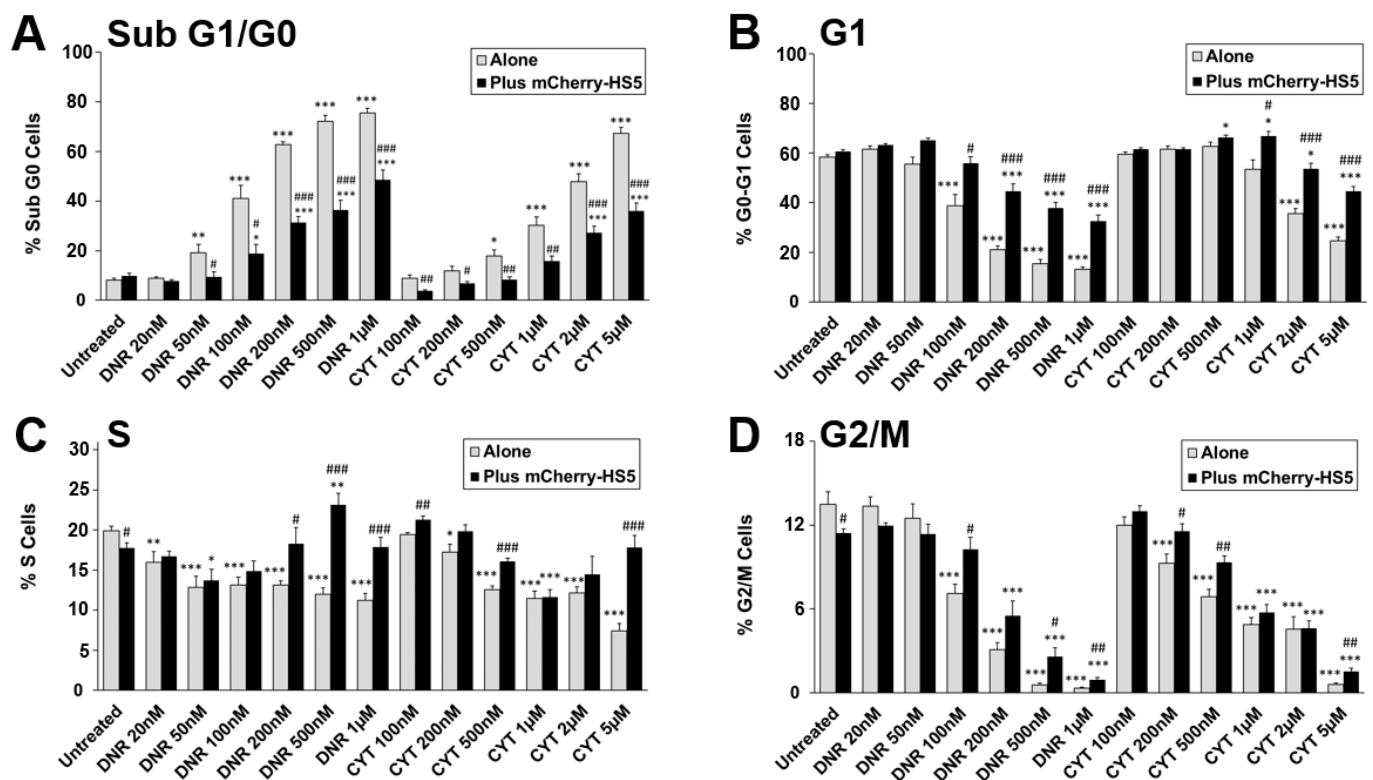 A Sub G1/G0
100
80
60
40
20
0
% Sub G0 Cells
Alone
Plus mCherry-HS5
***
***
***
***
***
**
*
#
#
*
###
***
###
***
###
***
##
#
*
##
***
##
***
###
***
***
###
***
Untreated
DNR 20nM
DNR 50nM
DNR 100nM
DNR 200nM
DNR 500nM
DNR 1µM
CYT 100nM
CYT 200nM
CYT 500nM
CYT 1µM
CYT 2µM
CYT 5µM
B G1
100
80
60
40
20
0
% G0-G1 Cells
Alone
Plus mCherry-HS5
***
#
***
###
***
***
###
***
***
###
***
*
#
*
***
###
*
***
###
***
Untreated
DNR 20nM
DNR 50nM
DNR 100nM
DNR 200nM
DNR 500nM
DNR 1µM
CYT 100nM
CYT 200nM
CYT 500nM
CYT 1µM
CYT 2µM
CYT 5µM
C S
30
25
20
15
10
5
0
% S Cells
Alone
Plus mCherry-HS5
#
**
***
*
***
***
#
***
###
**
***
###
##
*
***
###
***
***
***
***
###
Untreated
DNR 20nM
DNR 50nM
DNR 100nM
DNR 200nM
DNR 500nM
DNR 1µM
CYT 100nM
CYT 200nM
CYT 500nM
CYT 1µM
CYT 2µM
CYT 5µM
D G2/M
18
12
6
0
% G2/M Cells
Alone
Plus mCherry-HS5
#
***
#
***
***
***
#
***
***
##
***
***
#
***
##
***
***
***
***
***
##
***
Untreated
DNR 20nM
DNR 50nM
DNR 100nM
DNR 200nM
DNR 500nM
DNR 1µM
CYT 100nM
CYT 200nM
CYT 500nM
CYT 1µM
CYT 2µM
CYT 5µM